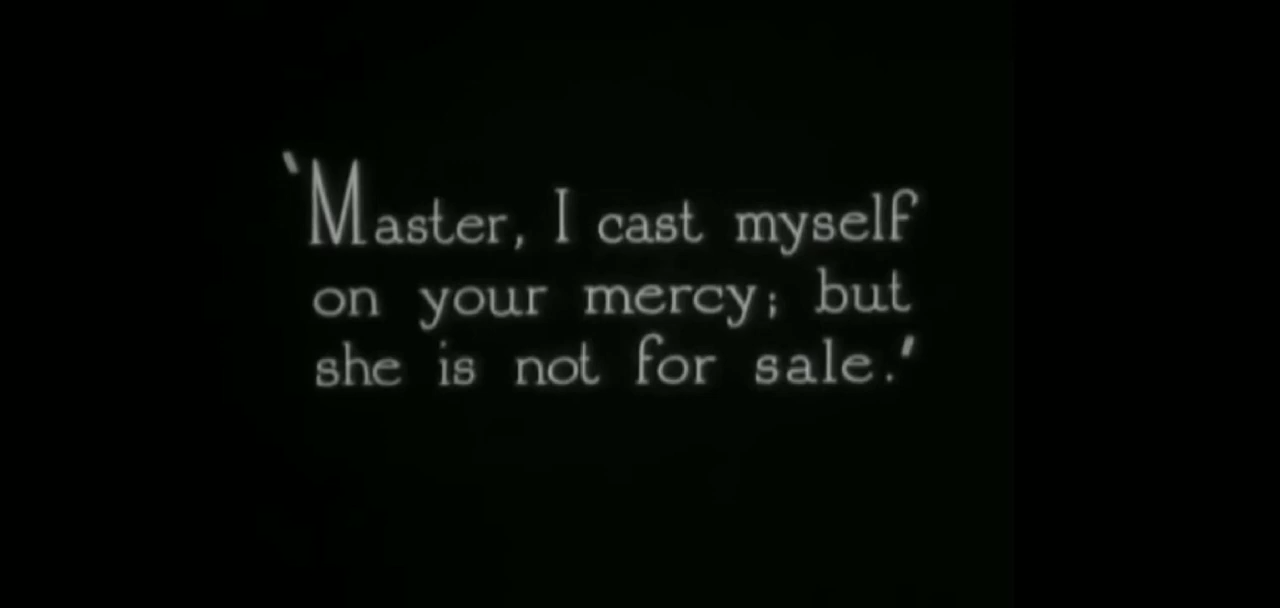 'Master, I cast myself
on your mercy; but
she is not for sale.'